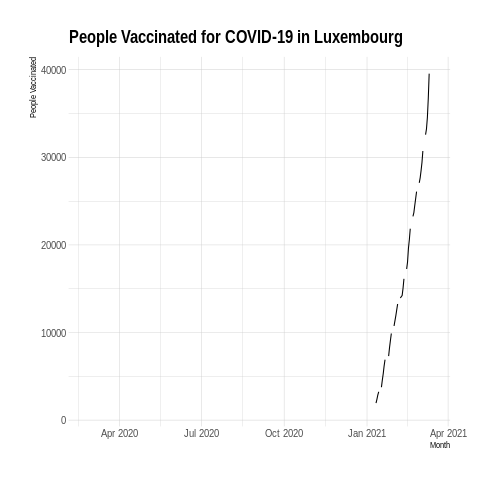 People Vaccinated for COVID-19 in Luxembourg
People Vaccinated
40000
30000
20000
10000
0
Apr 2020 Jul 2020 Oct 2020 Jan 2021 Apr 2021
Month